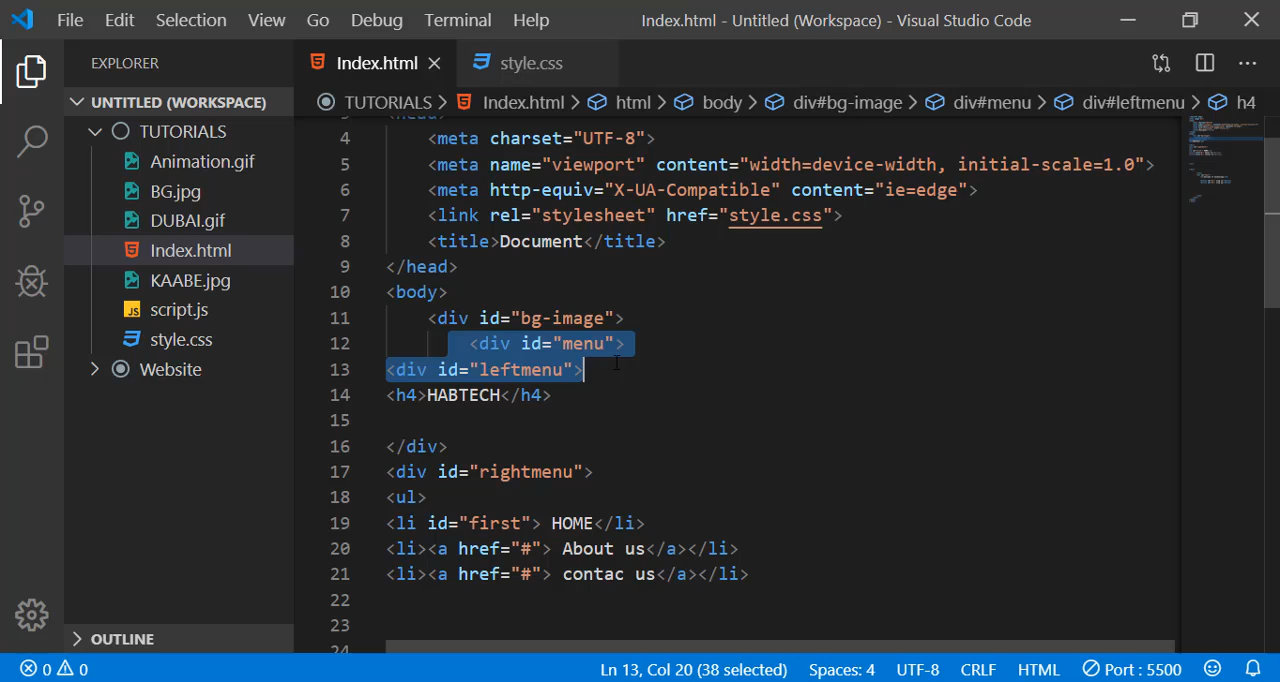 File Edit Selection View Go Debug Terminal Help Index.html - Untitled (Workspace) - Visual Studio Code
EXPLORER
UNTITLED (WORKSPACE)
TUTORIALS
Animation.gif
BG.jpg
DUBAI.gif
Index.html
KAABE.jpg
script.js
style.css
Website
OUTLINE
Index.html style.css
TUTORIALS > Index.html > html > body > div#bg-image > div#menu > div#leftmenu > h4
3 <head>
4 <meta charset="UTF-8">
5 <meta name="viewport" content="width=device-width, initial-scale=1.0">
6 <meta http-equiv="X-UA-Compatible" content="ie=edge">
7 <link rel="stylesheet" href="style.css">
8 <title>Document</title>
9 </head>
10 <body>
11 <div id="bg-image">
12 <div id="menu">
13 <div id="leftmenu">
14 <h4>HABTECH</h4>
15
16 </div>
17 <div id="rightmenu">
18 <ul>
19 <li id="first"> HOME</li>
20 <li><a href="#"> About us</a></li>
21 <li><a href="#"> contac us</a></li>
22
23
24
0 0 Ln 13, Col 20 (38 selected) Spaces: 4 UTF-8 CRLF HTML Port : 5500